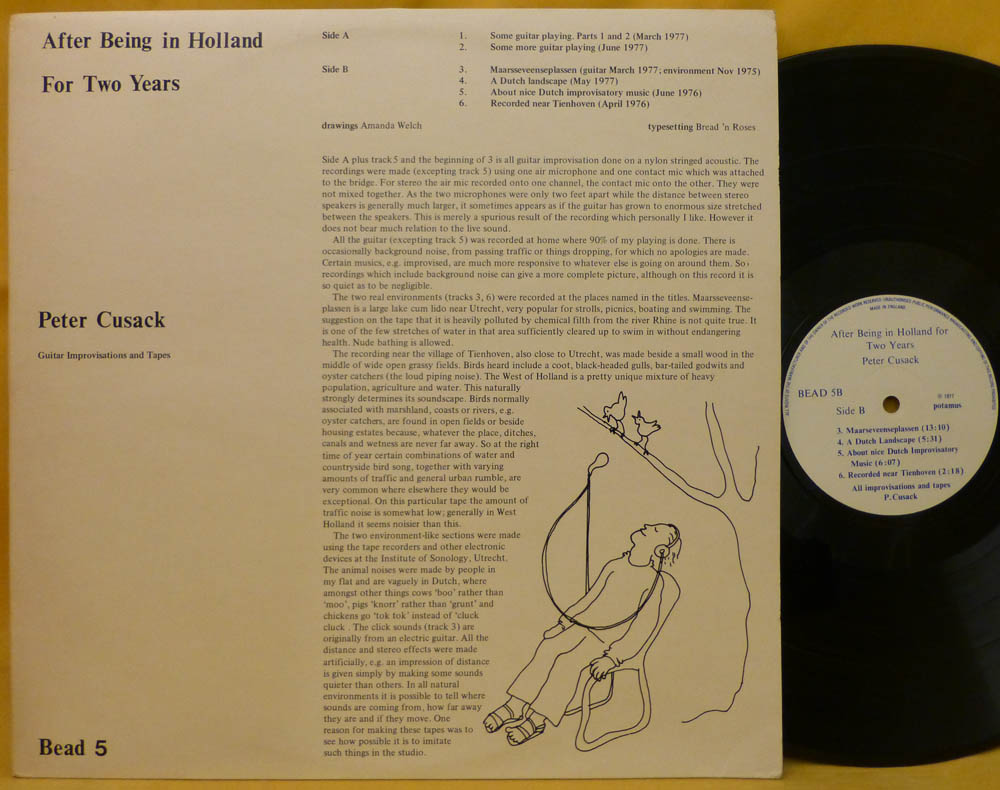 After Being in Holland
For Two Years
Peter Cusack
Guitar Improvisations and Tapes
Bead 5
Side A
1. Some guitar playing. Parts 1 and 2 (March 1977)
2. Some more guitar playing (June 1977)
Side B
3. Maarsseveenseplassen (guitar March 1977; environment Nov 1975)
4. A Dutch landscape (May 1977)
5. About nice Dutch improvisatory music (June 1976)
6. Recorded near Tienhoven (April 1976)
drawings Amanda Welch
typesetting Bread 'n Roses
Side A plus track 5 and the beginning of 3 is all guitar improvisation done on a nylon stringed acoustic. The
recordings were made (excepting track 5) using one air microphone and one contact mic which was attached
to the bridge. For stereo the air mic recorded onto one channel, the contact mic onto the other. They were
not mixed together. As the two microphones were only two feet apart while the distance between stereo
speakers is generally much larger, it sometimes appears as if the guitar has grown to enormous size stretched
between the speakers. This is merely a spurious result of the recording which personally I like. However it
does not bear much relation to the live sound.
All the guitar (excepting track 5) was recorded at home where 90% of my playing is done. There is
occasionally background noise, from passing traffic or things dropping, for which no apologies are made.
Certain musics, e.g. improvised, are much more responsive to whatever else is going on around them. So
recordings which include background noise can give a more complete picture, although on this record it is
so quiet as to be negligible.
The two real environments (tracks 3, 6) were recorded at the places named in the titles. Maarsseveense-
plassen is a large lake cum lido near Utrecht, very popular for strolls, picnics, boating and swimming. The
suggestion on the tape that it is heavily polluted by chemical filth from the river Rhine is not quite true. It
is one of the few stretches of water in that area sufficiently cleared up to swim in without endangering
health. Nude bathing is allowed.
The recording near the village of Tienhoven, also close to Utrecht, was made beside a small wood in the
middle of wide open grassy fields. Birds heard include a coot, black-headed gulls, bar-tailed godwits and
oyster catchers (the loud piping noise). The West of Holland is a pretty unique mixture of heavy
population, agriculture and water. This naturally
strongly determines its soundscape. Birds normally
associated with marshland, coasts or rivers, e.g.
oyster catchers, are found in open fields or beside
housing estates because, whatever the place, ditches,
canals and wetness are never far away. So at the right
time of year certain combinations of water and
countryside bird song, together with varying
amounts of traffic and general urban rumble, are
very common where elsewhere they would be
exceptional. On this particular tape the amount of
traffic noise is somewhat low; generally in West
Holland it seems noisier than this.
The two environment-like sections were made
using the tape recorders and other electronic
devices at the Institute of Sonology, Utrecht.
The animal noises were made by people in
my flat and are vaguely in Dutch, where
amongst other things cows 'boo' rather than
'moo', pigs 'knorr' rather than 'grunt' and
chickens go 'tok tok' instead of 'cluck
cluck'. The click sounds (track 3) are
originally from an electric guitar. All the
distance and stereo effects were made
artificially, e.g. an impression of distance
is given simply by making some sounds
quieter than others. In all natural
environments it is possible to tell where
sounds are coming from, how far away
they are and if they move. One
reason for making these tapes was to
see how possible it is to imitate
such things in the studio.
MADE IN ENGLAND
After Being in Holland for
Two Years
Peter Cusack
BEAD 5B
Side B
℗ 1977
potamus
3. Maarseveenseplassen (13:10)
4. A Dutch Landscape (5:31)
5. About nice Dutch Improvisatory
Music (6:07)
6. Recorded near Tienhoven (2:18)
All improvisations and tapes
P. Cusack